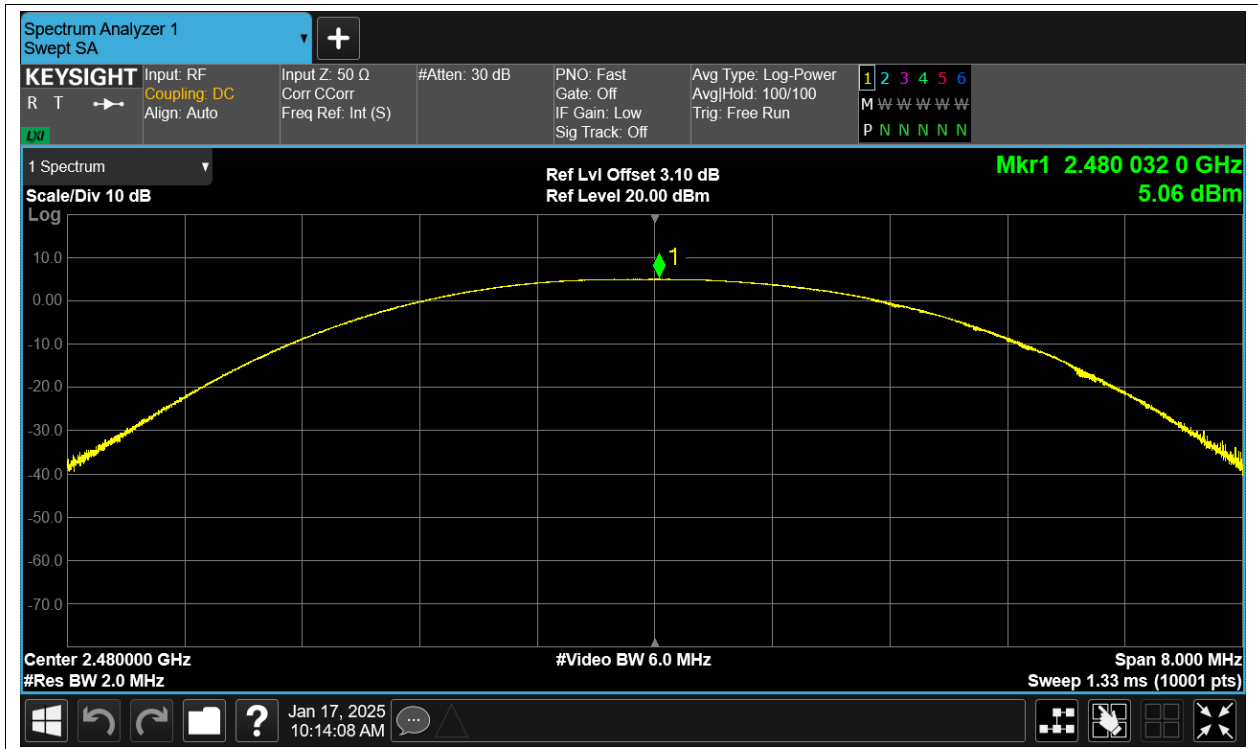 Spectrum Analyzer 1
Swept SA
KEYSIGHT
R T
LXI
Input: RF
Coupling: DC
Align: Auto
Input Z: 50 Ω
Corr CCorr
Freq Ref: Int (S)
#Atten: 30 dB
PNO: Fast
Gate: Off
IF Gain: Low
Sig Track: Off
Avg Type: Log-Power
Avg|Hold: 100/100
Trig: Free Run
1 2 3 4 5 6
M W W W W W
P N N N N N
1 Spectrum
Scale/Div 10 dB
Log
Ref Lvl Offset 3.10 dB
Ref Level 20.00 dBm
Mkr1 2.480 032 0 GHz
5.06 dBm
1
10.0
0.00
-10.0
-20.0
-30.0
-40.0
-50.0
-60.0
-70.0
Center 2.480000 GHz
#Res BW 2.0 MHz
#Video BW 6.0 MHz
Span 8.000 MHz
Sweep 1.33 ms (10001 pts)
?
Jan 17, 2025
10:14:08 AM